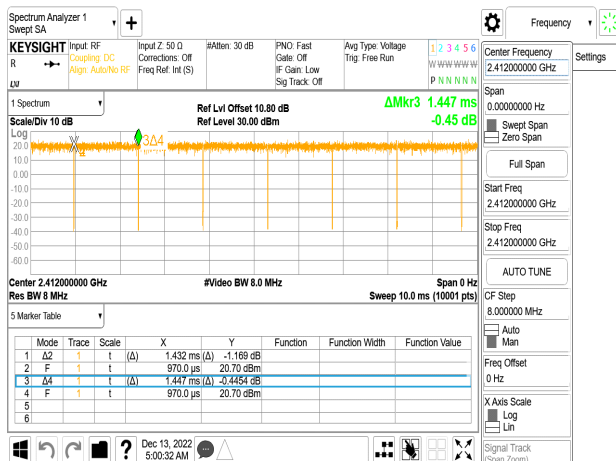 Spectrum Analyzer 1
Swept SA
Frequency
KEYSIGHT
R
LXI
Input: RF
Coupling: DC
Align: Auto/No RF
Input Z: 50 Ω
Corrections: Off
Freq Ref: Int (S)
#Atten: 30 dB
PNO: Fast
Gate: Off
IF Gain: Low
Sig Track: Off
Avg Type: Voltage
Trig: Free Run
1 2 3 4 5 6
W W W W W W
P N N N N N
Center Frequency
2.412000000 GHz
Settings
Span
0.00000000 Hz
Swept Span
Zero Span
Full Span
Start Freq
2.412000000 GHz
Stop Freq
2.412000000 GHz
AUTO TUNE
CF Step
8.000000 MHz
Auto
Man
Freq Offset
0 Hz
X Axis Scale
Log
Lin
Signal Track
(Span Zoom)
1 Spectrum
Scale/Div 10 dB
Log
Ref Lvl Offset 10.80 dB
Ref Level 30.00 dBm
ΔMkr3 1.447 ms
-0.45 dB
3Δ4
20.0
10.0
0.00
-10.0
-20.0
-30.0
-40.0
-50.0
-60.0
Center 2.412000000 GHz
Res BW 8 MHz
#Video BW 8.0 MHz
Span 0 Hz
Sweep 10.0 ms (10001 pts)
5 Marker Table
Mode Trace Scale X Y Function Function Width Function Value
1 Δ2 1 t (Δ) 1.432 ms (Δ) -1.169 dB
2 F 1 t 970.0 µs 20.70 dBm
3 Δ4 1 t (Δ) 1.447 ms (Δ) -0.4454 dB
4 F 1 t 970.0 µs 20.70 dBm
5
6
?
Dec 13, 2022
5:00:32 AM